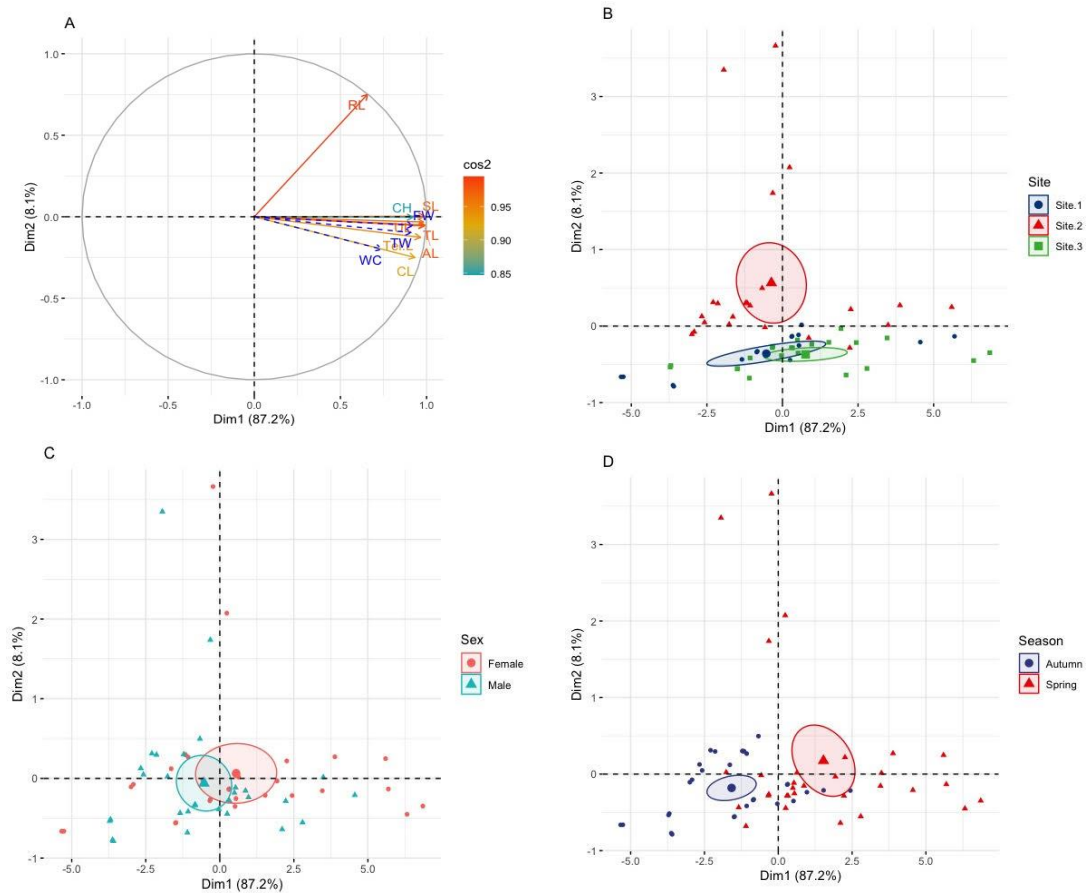 A
1.0
0.5
0.0
-0.5
-1.0
Dim2 (8.1%)
RL
CH
SL
FW
TL
TW
AL
WC
CL
-1.0
-0.5
0.0
0.5
1.0
Dim1 (87.2%)
cos2
0.95
0.90
0.85
B
3
2
1
0
-1
Dim2 (8.1%)
-5.0
-2.5
0.0
2.5
5.0
Dim1 (87.2%)
Site
Site.1
Site.2
Site.3
C
3
2
1
0
-1
Dim2 (8.1%)
-5.0
-2.5
0.0
2.5
5.0
Dim1 (87.2%)
Sex
Female
Male
D
3
2
1
0
-1
Dim2 (8.1%)
-5.0
-2.5
0.0
2.5
5.0
Dim1 (87.2%)
Season
Autumn
Spring